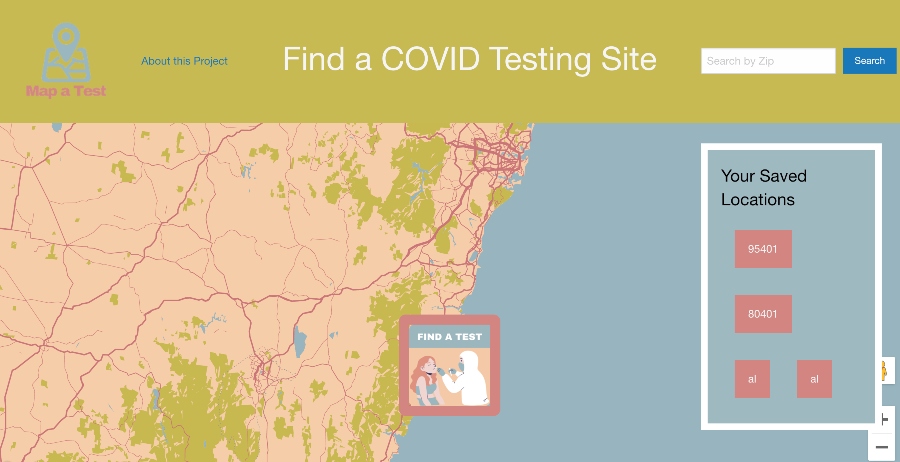 Map a Test
About this Project
Find a COVID Testing Site
Search by Zip
Search
Your Saved
Locations
95401
80401
al
al
FIND A TEST